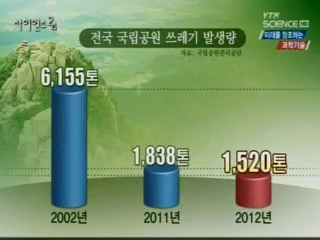 사이언스 큐
YTN SCIENCE HD
미래를 창조하는
과학기술
전국 국립공원 쓰레기 발생량
자료 : 국립공원관리공단
6,155톤
1,838톤
1,520톤
2002년
2011년
2012년